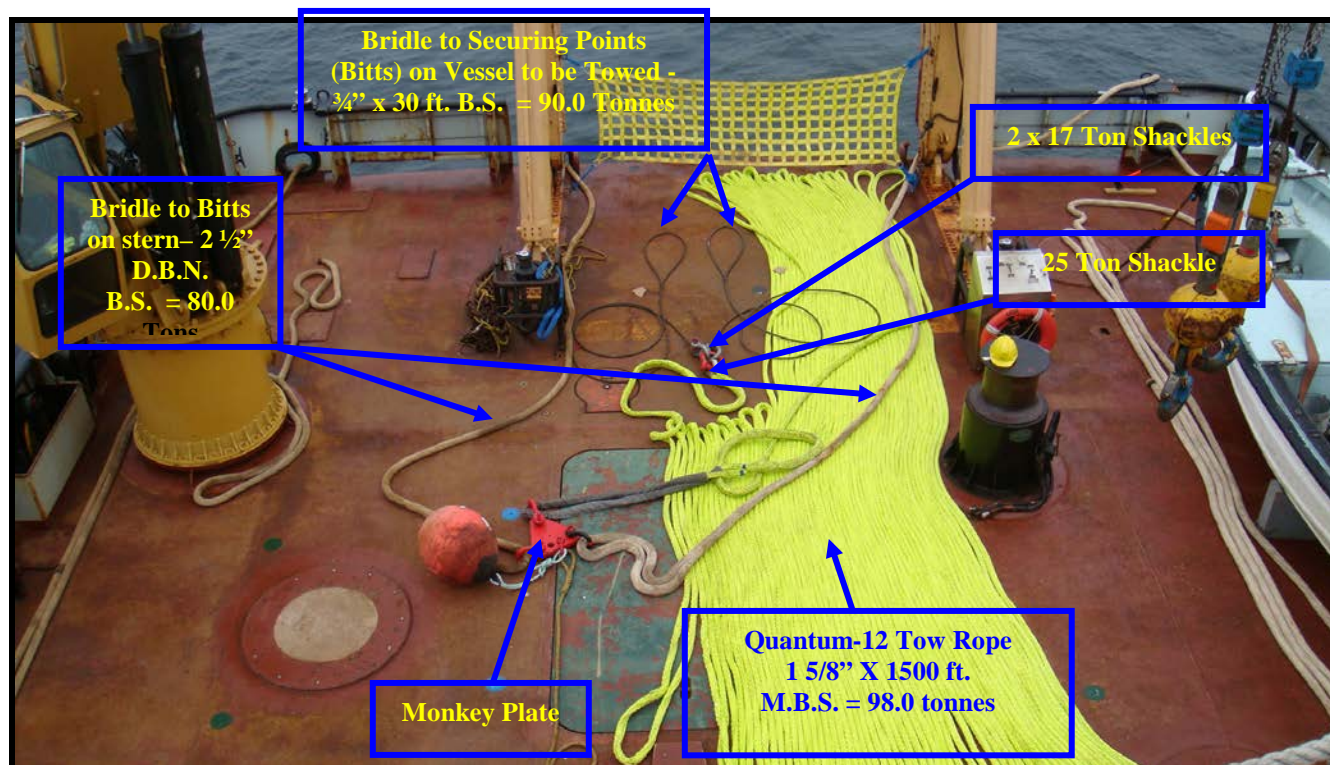 Bridle to Securing Points
(Bitts) on Vessel to be Towed -
¾” x 30 ft. B.S. = 90.0 Tonnes
2 x 17 Ton Shackles
Bridle to Bitts
on stern– 2 ½”
D.B.N.
B.S. = 80.0
Tons
25 Ton Shackle
Quantum-12 Tow Rope
1 5/8” X 1500 ft.
M.B.S. = 98.0 tonnes
Monkey Plate